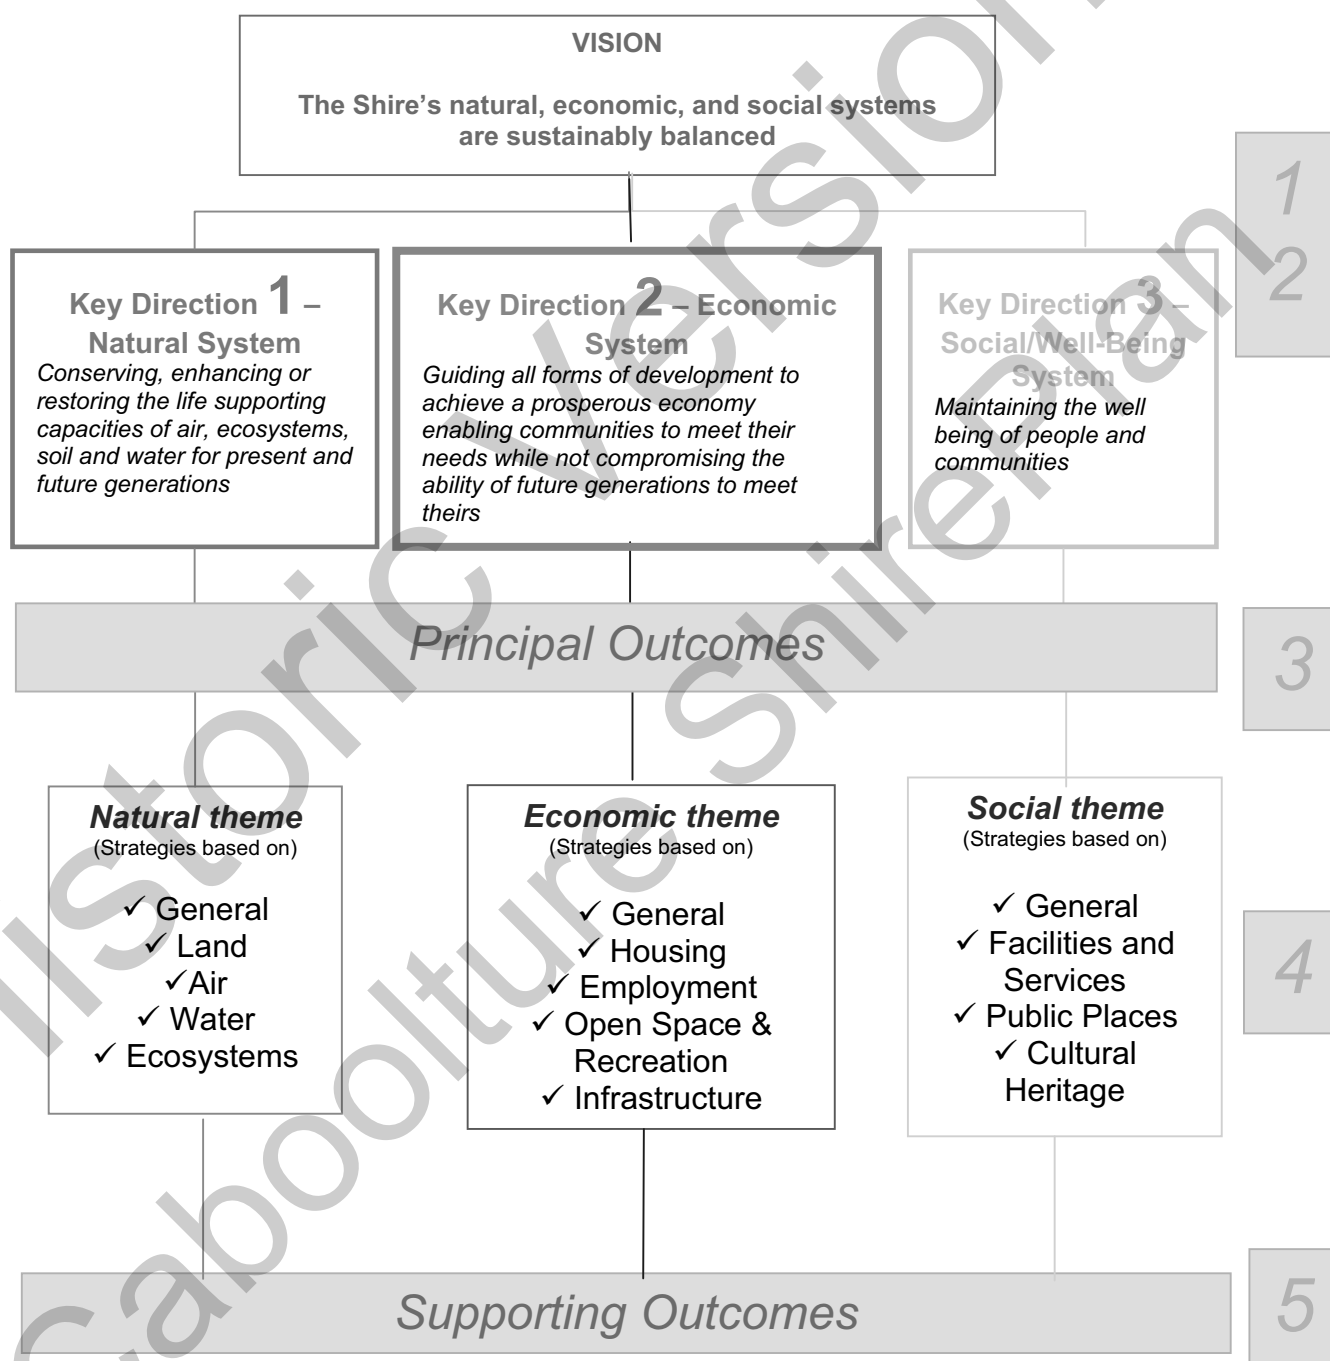 VISION
The Shire's natural, economic, and social systems
are sustainably balanced
1
2
Key Direction 1 –
Natural System
Conserving, enhancing or
restoring the life supporting
capacities of air, ecosystems,
soil and water for present and
future generations
Key Direction 2 – Economic
System
Guiding all forms of development to
achieve a prosperous economy
enabling communities to meet their
needs while not compromising the
ability of future generations to meet
theirs
Key Direction 3 –
Social/Well-Being
System
Maintaining the well
being of people and
communities
Principal Outcomes
3
Natural theme
(Strategies based on)
✓ General
✓ Land
✓Air
✓ Water
✓ Ecosystems
Economic theme
(Strategies based on)
✓ General
✓ Housing
✓ Employment
✓ Open Space &
Recreation
✓ Infrastructure
Social theme
(Strategies based on)
✓ General
✓ Facilities and
Services
✓ Public Places
✓ Cultural
Heritage
4
Supporting Outcomes
5
Historic Version
Caboolture ShirePlan